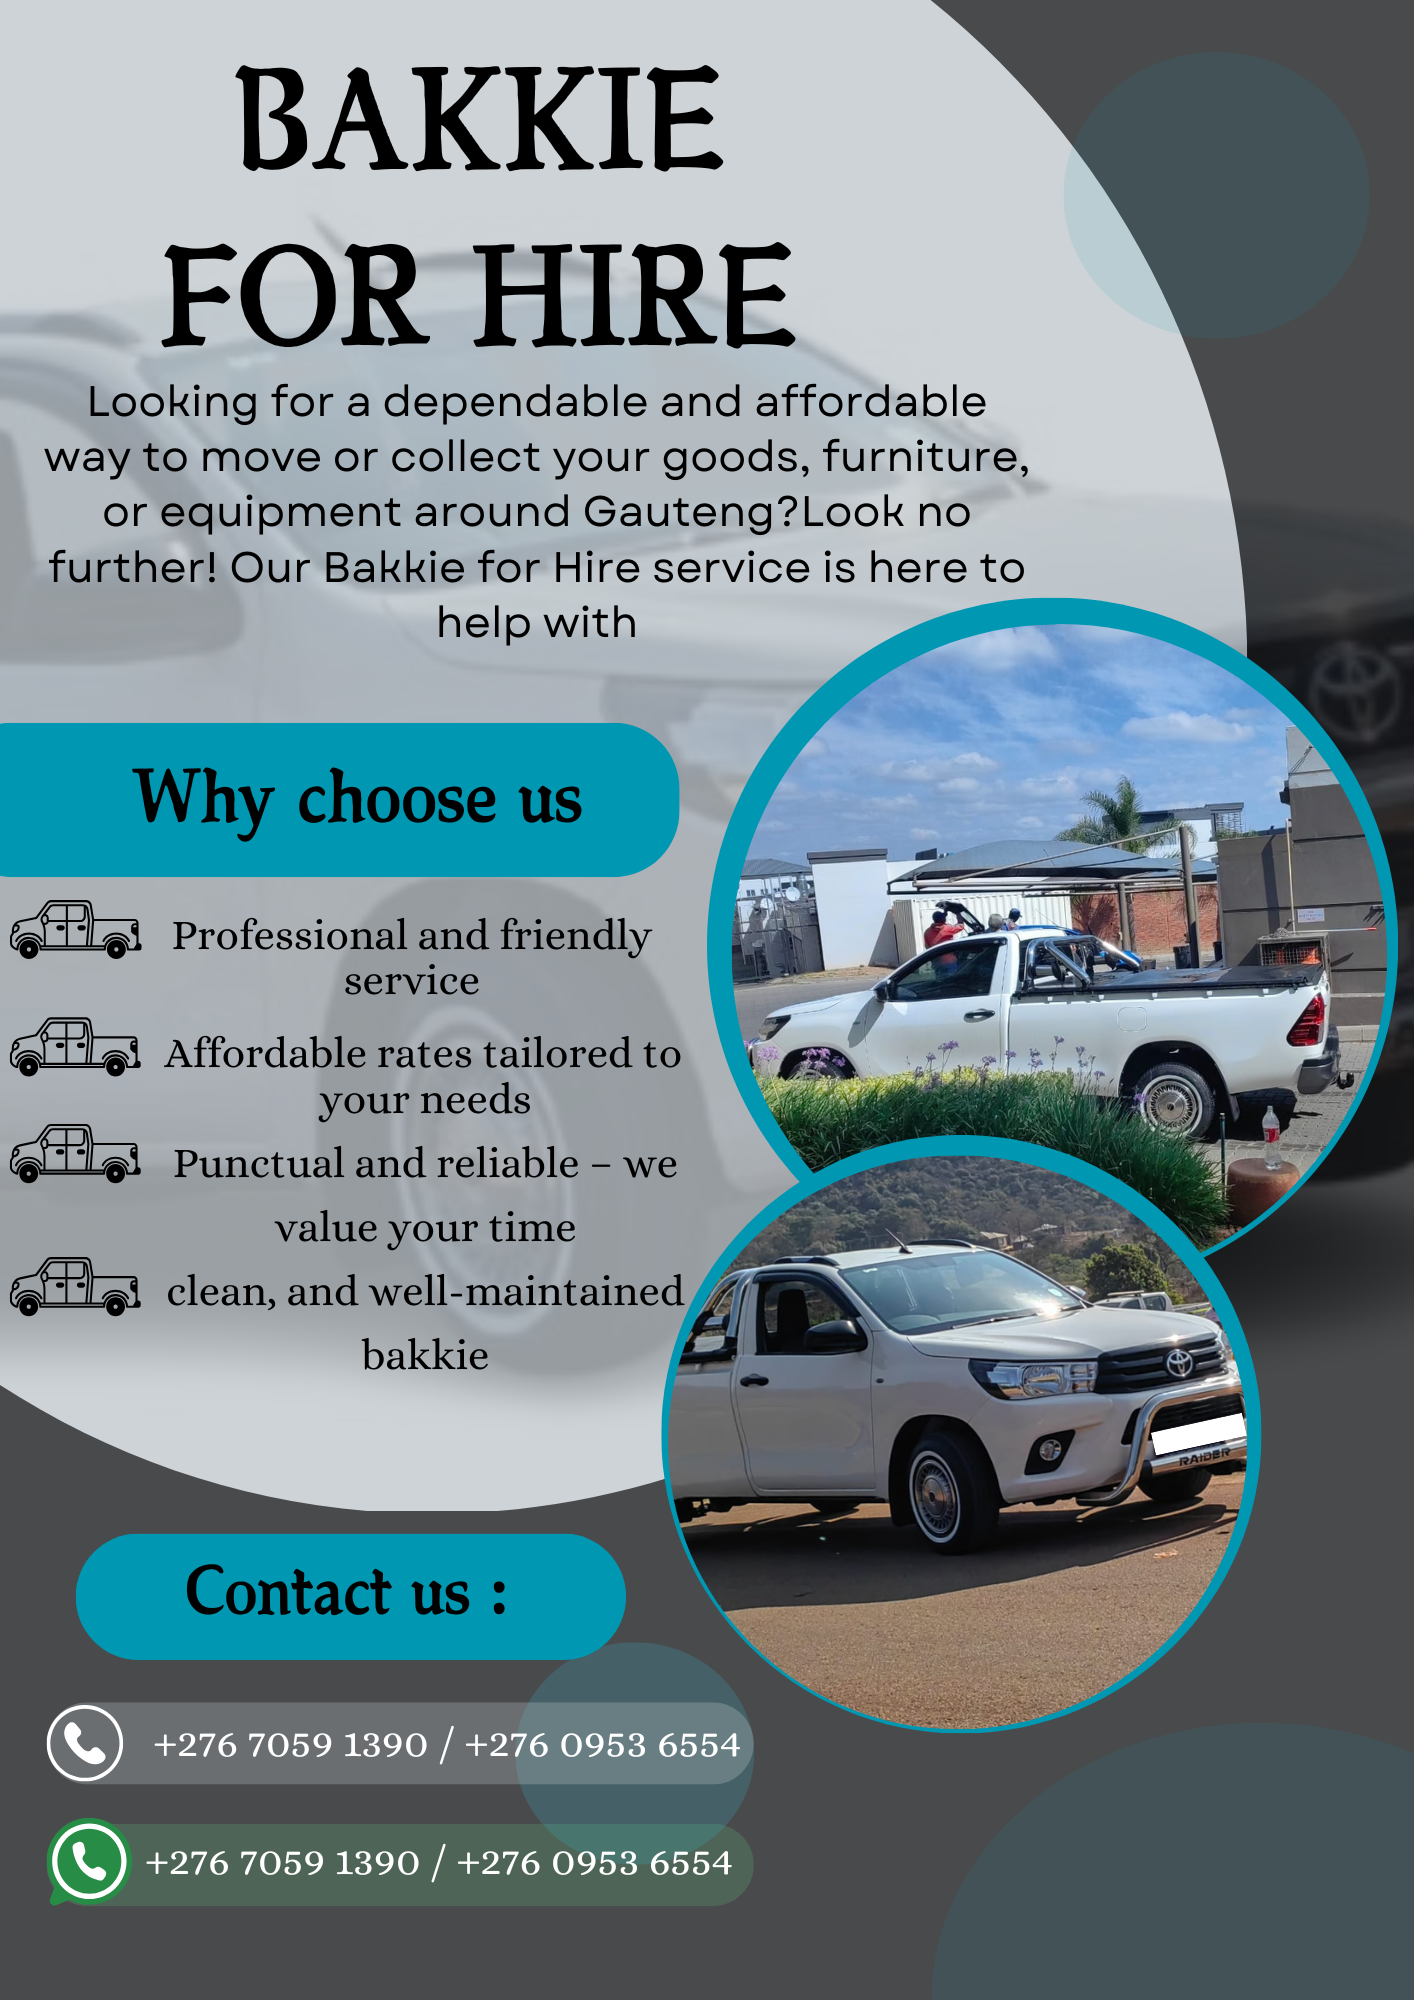 BAKKIE
FOR HIRE
Looking for a dependable and affordable
way to move or collect your goods, furniture,
or equipment around Gauteng?Look no
further! Our Bakkie for Hire service is here to
help with
Why choose us
Professional and friendly
service
Affordable rates tailored to
your needs
Punctual and reliable – we
value your time
clean, and well-maintained
bakkie
RAIDER
Contact us :
+276 7059 1390 / +276 0953 6554
+276 7059 1390 / +276 0953 6554